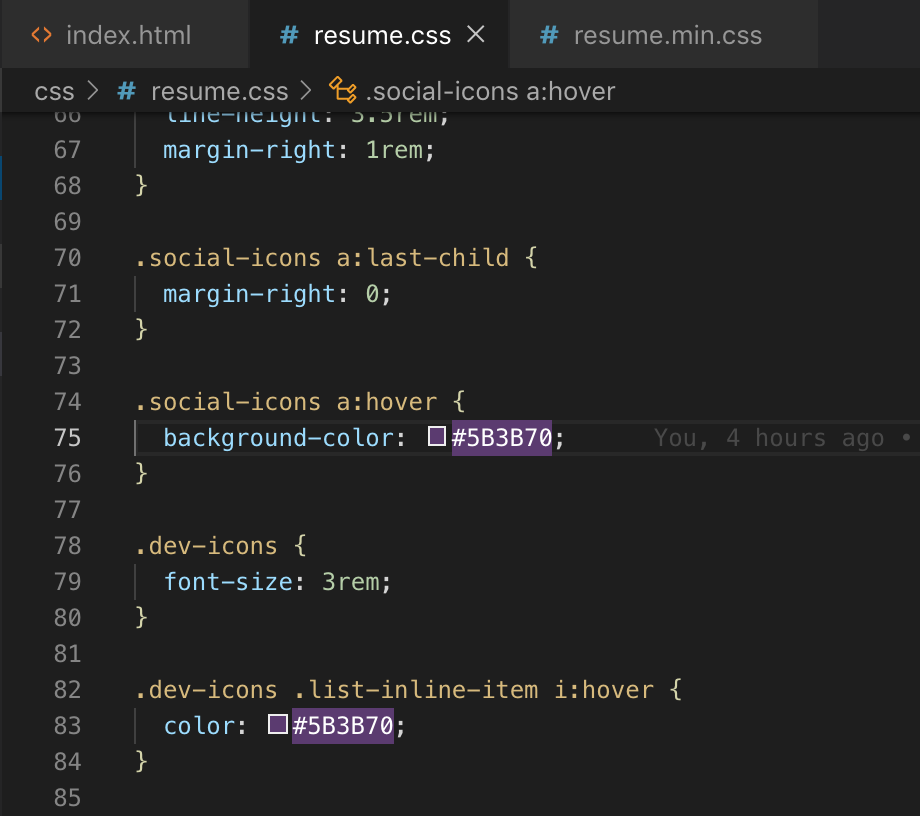 <> index.html # resume.css × # resume.min.css
css > # resume.css > .social-icons a:hover
66 line-height: 3.5rem;
67 margin-right: 1rem;
68 }
69
70 .social-icons a:last-child {
71 margin-right: 0;
72 }
73
74 .social-icons a:hover {
75 background-color: #5B3B70; You, 4 hours ago •
76 }
77
78 .dev-icons {
79 font-size: 3rem;
80 }
81
82 .dev-icons .list-inline-item i:hover {
83 color: #5B3B70;
84 }
85